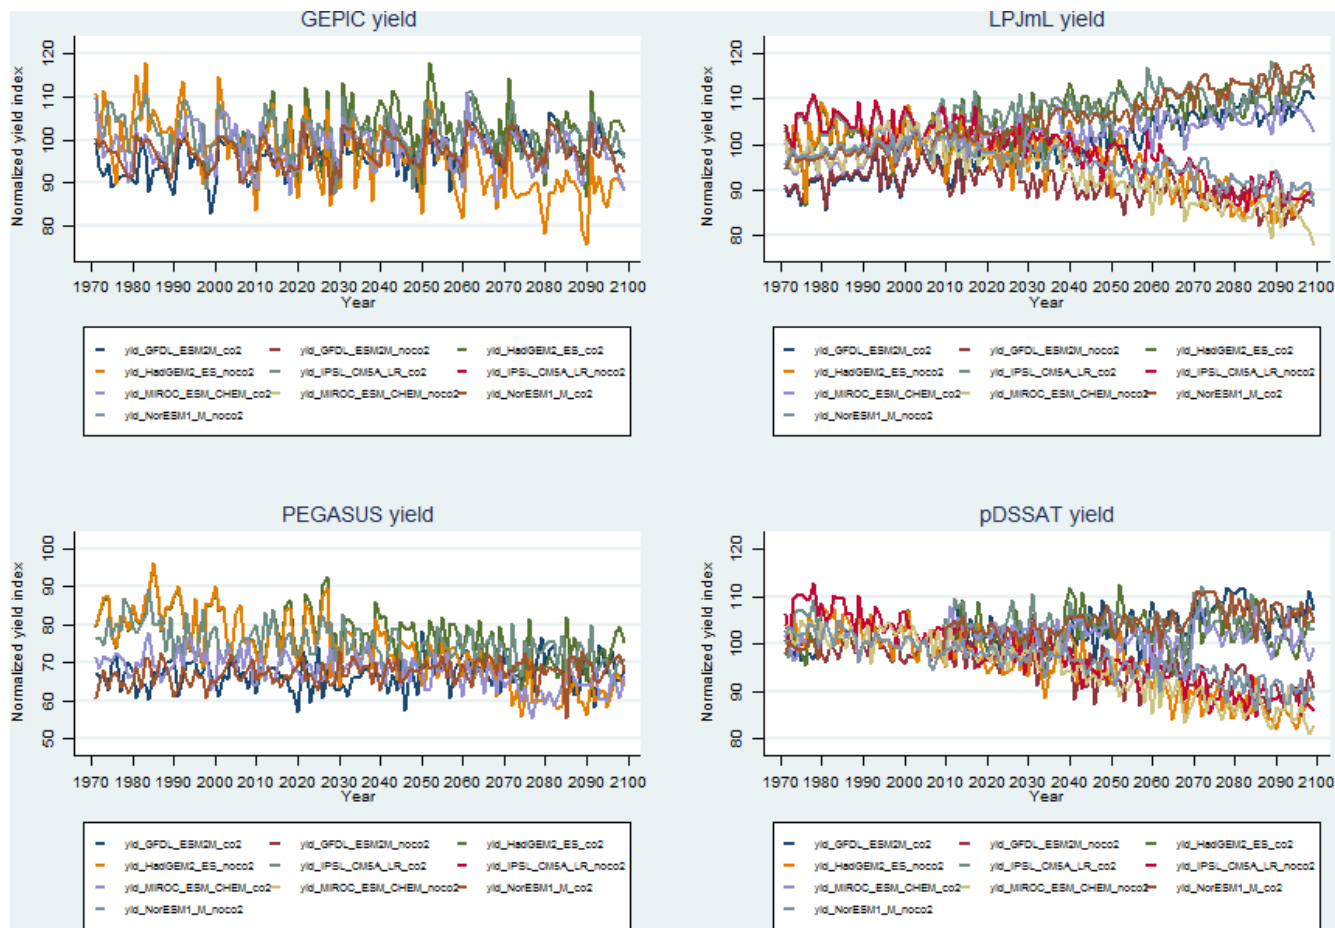 GEPIC yield
Normalized yield index
120
110
100
90
80
1970 1980 1990 2000 2010 2020 2030 2040 2050 2060 2070 2080 2090 2100
Year
yld_GFDL_ESM2M_co2 yld_GFDL_ESM2M_noco2 yld_HadGEM2_ES_co2
yld_HadGEM2_ES_noco2 yld_IPSL_CM5A_LR_co2 yld_IPSL_CM5A_LR_noco2
yld_MIROC_ESM_CHEM_co2 yld_MIROC_ESM_CHEM_noco2 yld_NorESM1_M_co2
yld_NorESM1_M_noco2
LPJmL yield
Normalized yield index
120
110
100
90
80
1970 1980 1990 2000 2010 2020 2030 2040 2050 2060 2070 2080 2090 2100
Year
yld_GFDL_ESM2M_co2 yld_GFDL_ESM2M_noco2 yld_HadGEM2_ES_co2
yld_HadGEM2_ES_noco2 yld_IPSL_CM5A_LR_co2 yld_IPSL_CM5A_LR_noco2
yld_MIROC_ESM_CHEM_co2 yld_MIROC_ESM_CHEM_noco2 yld_NorESM1_M_co2
yld_NorESM1_M_noco2
PEGASUS yield
Normalized yield index
100
90
80
70
60
50
1970 1980 1990 2000 2010 2020 2030 2040 2050 2060 2070 2080 2090 2100
Year
yld_GFDL_ESM2M_co2 yld_GFDL_ESM2M_noco2 yld_HadGEM2_ES_co2
yld_HadGEM2_ES_noco2 yld_IPSL_CM5A_LR_co2 yld_IPSL_CM5A_LR_noco2
yld_MIROC_ESM_CHEM_co2 yld_MIROC_ESM_CHEM_noco2 yld_NorESM1_M_co2
yld_NorESM1_M_noco2
pDSSAT yield
Normalized yield index
120
110
100
90
80
1970 1980 1990 2000 2010 2020 2030 2040 2050 2060 2070 2080 2090 2100
Year
yld_GFDL_ESM2M_co2 yld_GFDL_ESM2M_noco2 yld_HadGEM2_ES_co2
yld_HadGEM2_ES_noco2 yld_IPSL_CM5A_LR_co2 yld_IPSL_CM5A_LR_noco2
yld_MIROC_ESM_CHEM_co2 yld_MIROC_ESM_CHEM_noco2 yld_NorESM1_M_co2
yld_NorESM1_M_noco2